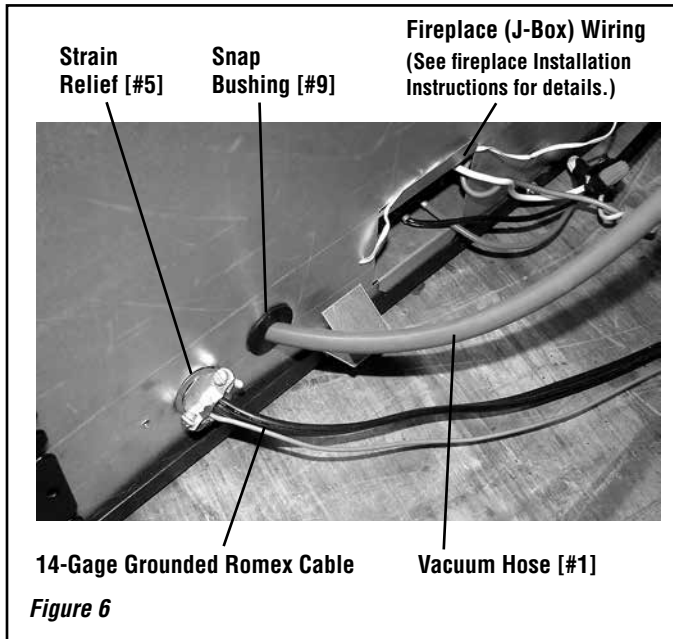 Strain
Relief [#5]
Snap
Bushing [#9]
Fireplace (J-Box) Wiring
(See fireplace Installation
Instructions for details.)
14-Gage Grounded Romex Cable
Vacuum Hose [#1]
Figure 6